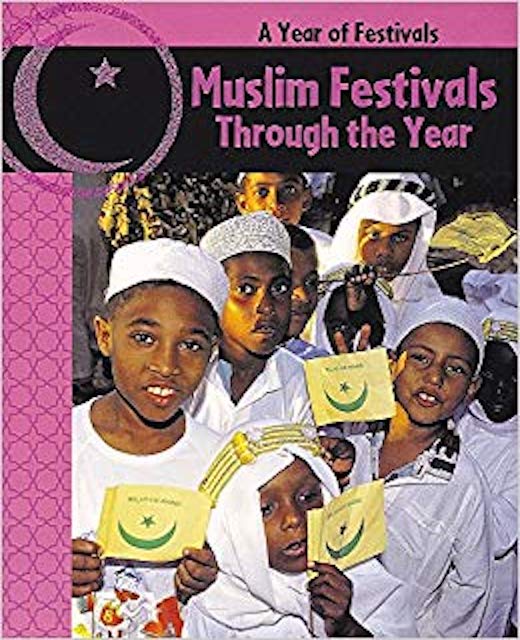 A Year of Festivals
Muslim Festivals
Through the Year